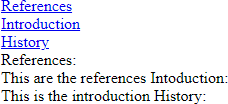 References
Introduction
History
References:
This are the references Intoduction:
This is the introduction History: